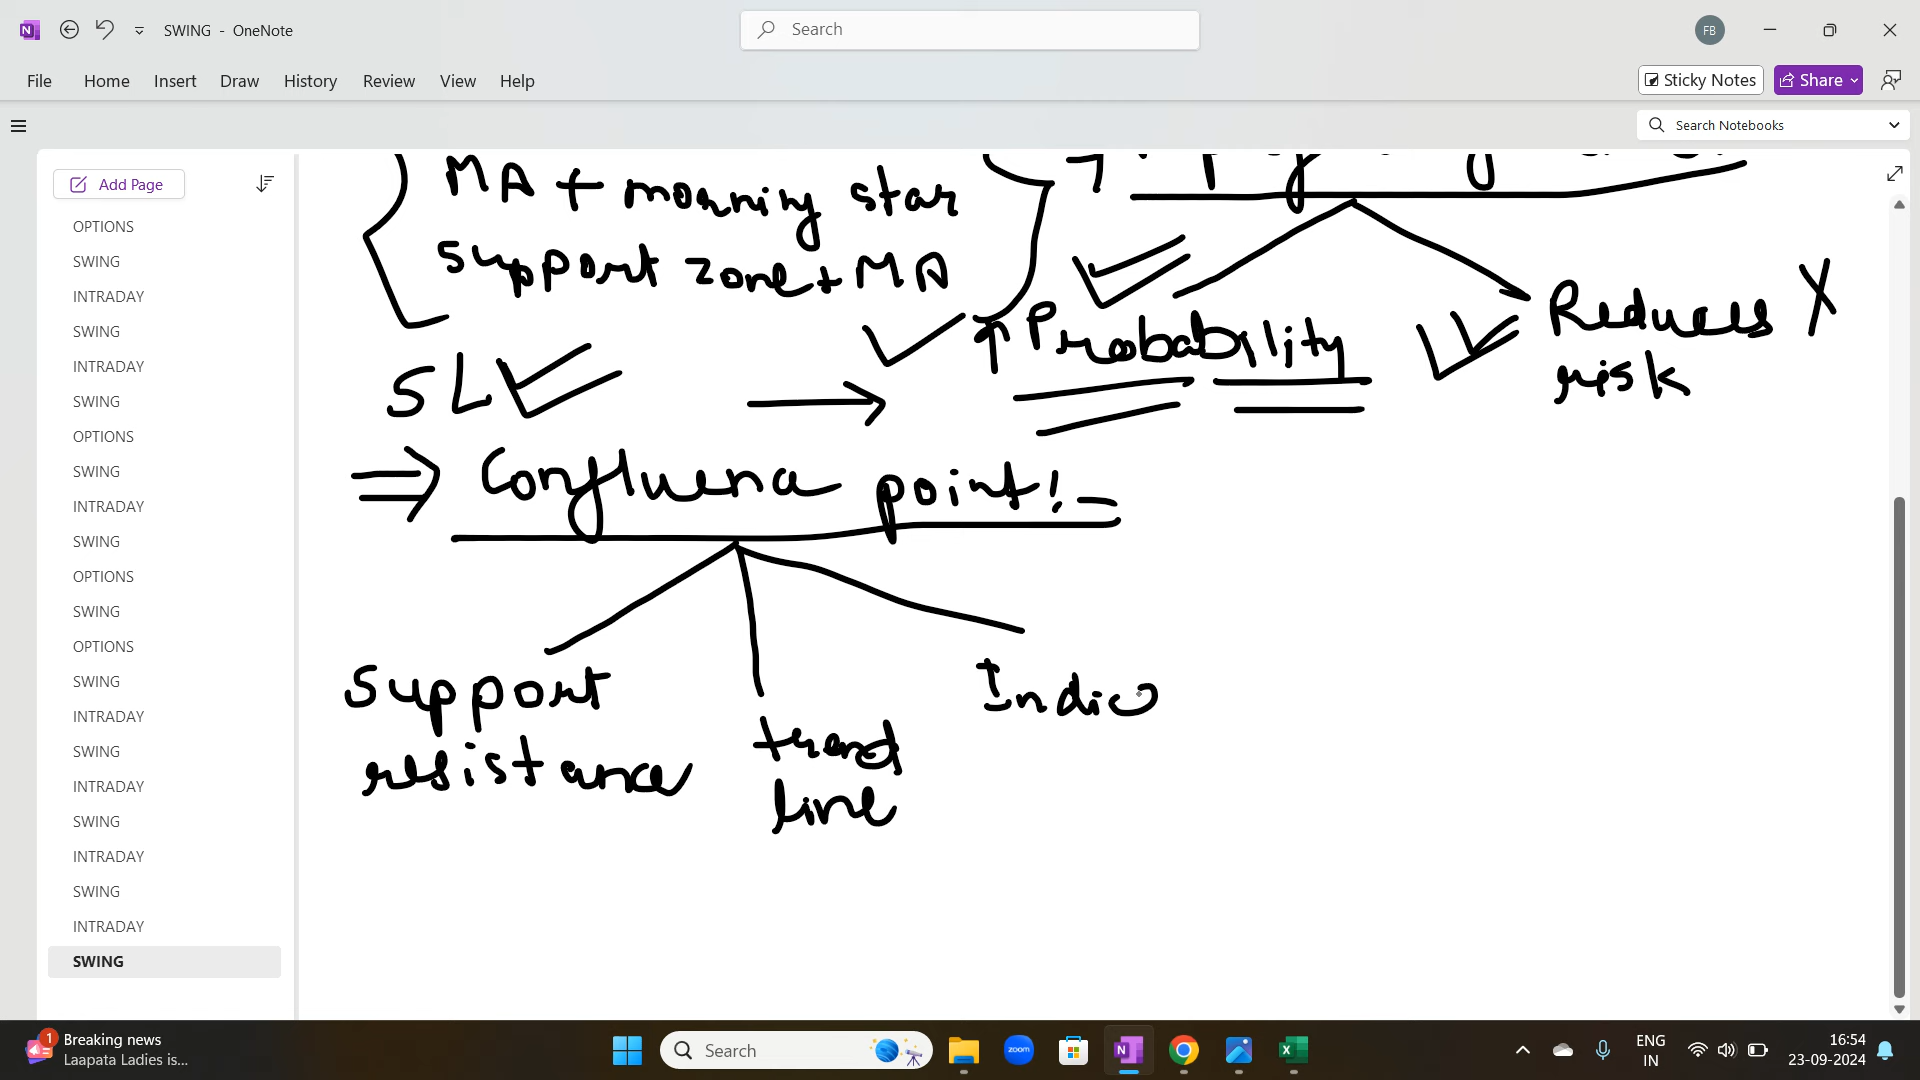 SWING - OneNote
Search
FB
File Home Insert Draw History Review View Help
Sticky Notes
Share
Search Notebooks
Add Page
OPTIONS
SWING
INTRADAY
SWING
INTRADAY
SWING
OPTIONS
SWING
INTRADAY
SWING
OPTIONS
SWING
OPTIONS
SWING
INTRADAY
SWING
INTRADAY
SWING
INTRADAY
SWING
INTRADAY
SWING
MA + morning star
support zone + MA
↑ Probability
Reduces X
risk
SL
⇒ Confluence point! -
Support
resistance
trend
line
Indic
1
Breaking news
Laapata Ladies is...
Search
zoom
ENG
IN
16:54
23-09-2024